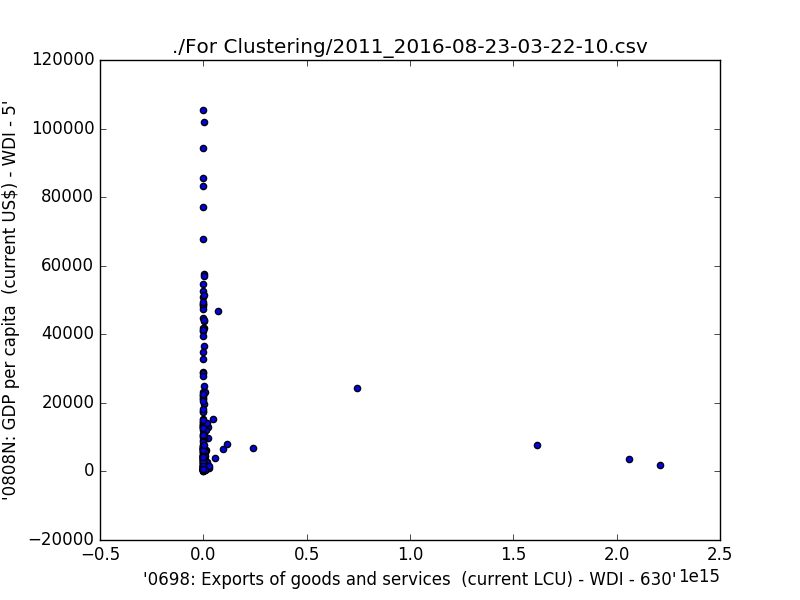 ./For Clustering/2011_2016-08-23-03-22-10.csv
120000
100000
80000
60000
40000
20000
0
−20000
'0808N: GDP per capita  (current US$) - WDI - 5'
−0.5 0.0 0.5 1.0 1.5 2.0 2.5
1e15
'0698: Exports of goods and services  (current LCU) - WDI - 630'